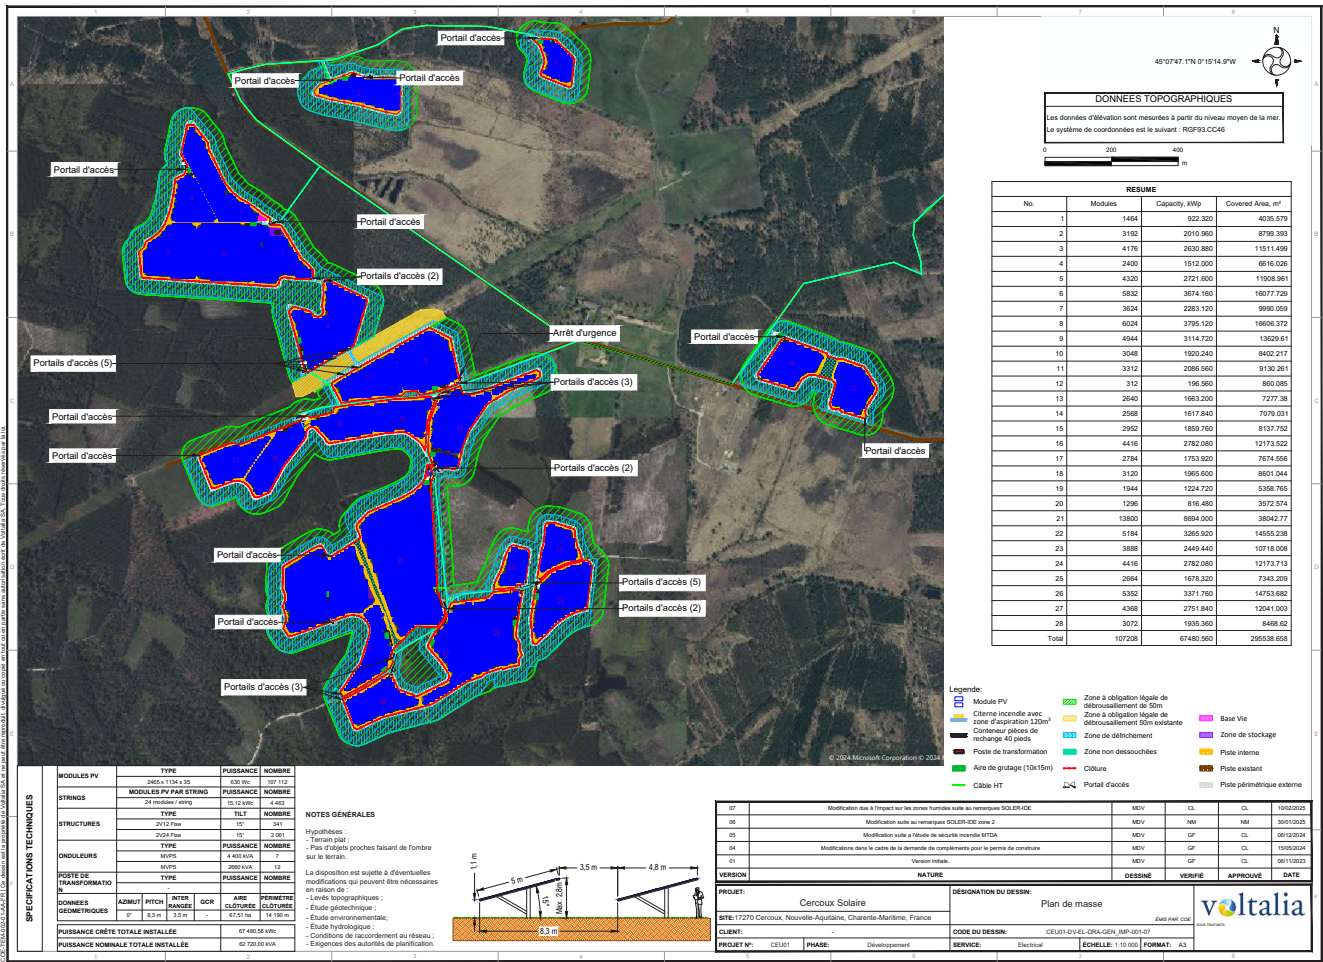 Portail d'accès
Portail d'accès
Portail d'accès
Portail d'accès
Portail d'accès
Portails d'accès (2)
Arrêt d'urgence
Portail d'accès
Portails d'accès (5)
Portails d'accès (3)
Portail d'accès
Portail d'accès
Portail d'accès
Portails d'accès (2)
Portail d'accès
Portails d'accès (5)
Portails d'accès (2)
Portail d'accès
Portails d'accès (3)
© 2024 Microsoft Corporation © 2024
N
45°07'47.1"N 0°15'14.9"W
DONNEES TOPOGRAPHIQUES
Les données d'élévation sont mesurées à partir du niveau moyen de la mer.
Le système de coordonnées est le suivant : RGF93.CC46
0 200 400
m
RESUME
No. Modules Capacity, kWp Covered Area, m²
1 1464 922.320 4035.579
2 3192 2010.960 8799.393
3 4176 2630.880 11511.499
4 2400 1512.000 6616.026
5 4320 2721.600 11908.961
6 5832 3674.160 16077.729
7 3624 2283.120 9990.059
8 6024 3795.120 16606.372
9 4944 3114.720 13629.61
10 3048 1920.240 8402.217
11 3312 2086.560 9130.261
12 312 196.560 860.085
13 2640 1663.200 7277.38
14 2568 1617.840 7079.031
15 2952 1859.760 8137.752
16 4416 2782.080 12173.522
17 2784 1753.920 7674.556
18 3120 1965.600 8601.044
19 1944 1224.720 5358.765
20 1296 816.480 3572.574
21 13800 8694.000 38042.77
22 5184 3265.920 14555.238
23 3888 2449.440 10718.008
24 4416 2782.080 12173.713
25 2664 1678.320 7343.209
26 5352 3371.760 14753.682
27 4368 2751.840 12041.003
28 3072 1935.360 8468.62
Total 107208 67480.560 295538.658
Legende:
Module PV
Citerne incendie avec
zone d'aspiration 120m³
Conteneur pièces de
rechange 40 pieds
Poste de transformation
Aire de grutage (10x15m)
Câble HT
Zone à obligation légale de
débroussaillement de 50m
Zone à obligation légale de
débroussaillement 50m existante
Zone de défrichement
Zone non dessouchées
Clôture
Portail d'accès
Base Vie
Zone de stockage
Piste interne
Piste existant
Piste périmétrique externe
SPECIFICATIONS TECHNIQUES
MODULES PV TYPE PUISSANCE NOMBRE
2465 x 1134 x 35 630 Wc 107 112
STRINGS MODULES PV PAR STRING PUISSANCE NOMBRE
24 modules / string 15,12 kWc 4 463
STRUCTURES TYPE TILT NOMBRE
2V12 Fixe 15° 341
2V24 Fixe 15° 2 061
ONDULEURS TYPE PUISSANCE NOMBRE
MVPS 4 400 kVA 7
MVPS 2660 kVA 12
POSTE DE
TRANSFORMATIO
N
TYPE PUISSANCE NOMBRE
-
DONNEES
GEOMETRIQUES
AZIMUT PITCH INTER RANGÉE GCR AIRE CLÔTURÉE PÉRIMÈTRE CLÔTURÉE
0° 8,3 m 3,5 m - 67,51 ha 14 190 m
PUISSANCE CRÊTE TOTALE INSTALLÉE 67 480,56 kWc
PUISSANCE NOMINALE TOTALE INSTALLÉE 62 720,00 kVA
NOTES GÉNÉRALES
Hypothèses :
- Terrain plat ;
- Pas d'objets proches faisant de l'ombre
sur le terrain.
La disposition est sujette à d'éventuelles
modifications qui peuvent être nécessaires
en raison de :
- Levés topographiques ;
- Étude géotechnique ;
- Étude environnementale;
- Étude hydrologique ;
- Conditions de raccordement au réseau ;
- Exigences des autorités de planification.
1,1 m
5 m
3,5 m
4,8 m
15°
Max. 2,8m
8,3 m
07 Modification due à l'impact sur les zones humides suite au remarques SOLER-IDE MDV CL CL 10/02/2025
06 Modification suite au remarques SOLER-IDE zone 2 MDV NM NM 30/01/2025
05 Modification suite a l'étude de sécurité incendie MTDA MDV GF CL 06/12/2024
04 Modifications dans le cadre de la demande de compléments pour le permis de construire MDV GF CL 15/05/2024
01 Version initiale. MDV GF CL 06/11/2023
VERSION NATURE DESSINÉ VERIFIÉ APPROUVÉ DATE
PROJET:
Cercoux Solaire
SITE: 17270 Cercoux, Nouvelle-Aquitaine, Charente-Maritime, France
CLIENT: -
PROJET N°: CEU01 PHASE: Développement
DÉSIGNATION DU DESSIN:
Plan de masse
ÉMIS PAR: COE
CODE DU DESSIN: CEU01-DV-EL-DRA-GEN_IMP-001-07
SERVICE: Electrical ÉCHELLE: 1:10 000 FORMAT: A3
voltalia